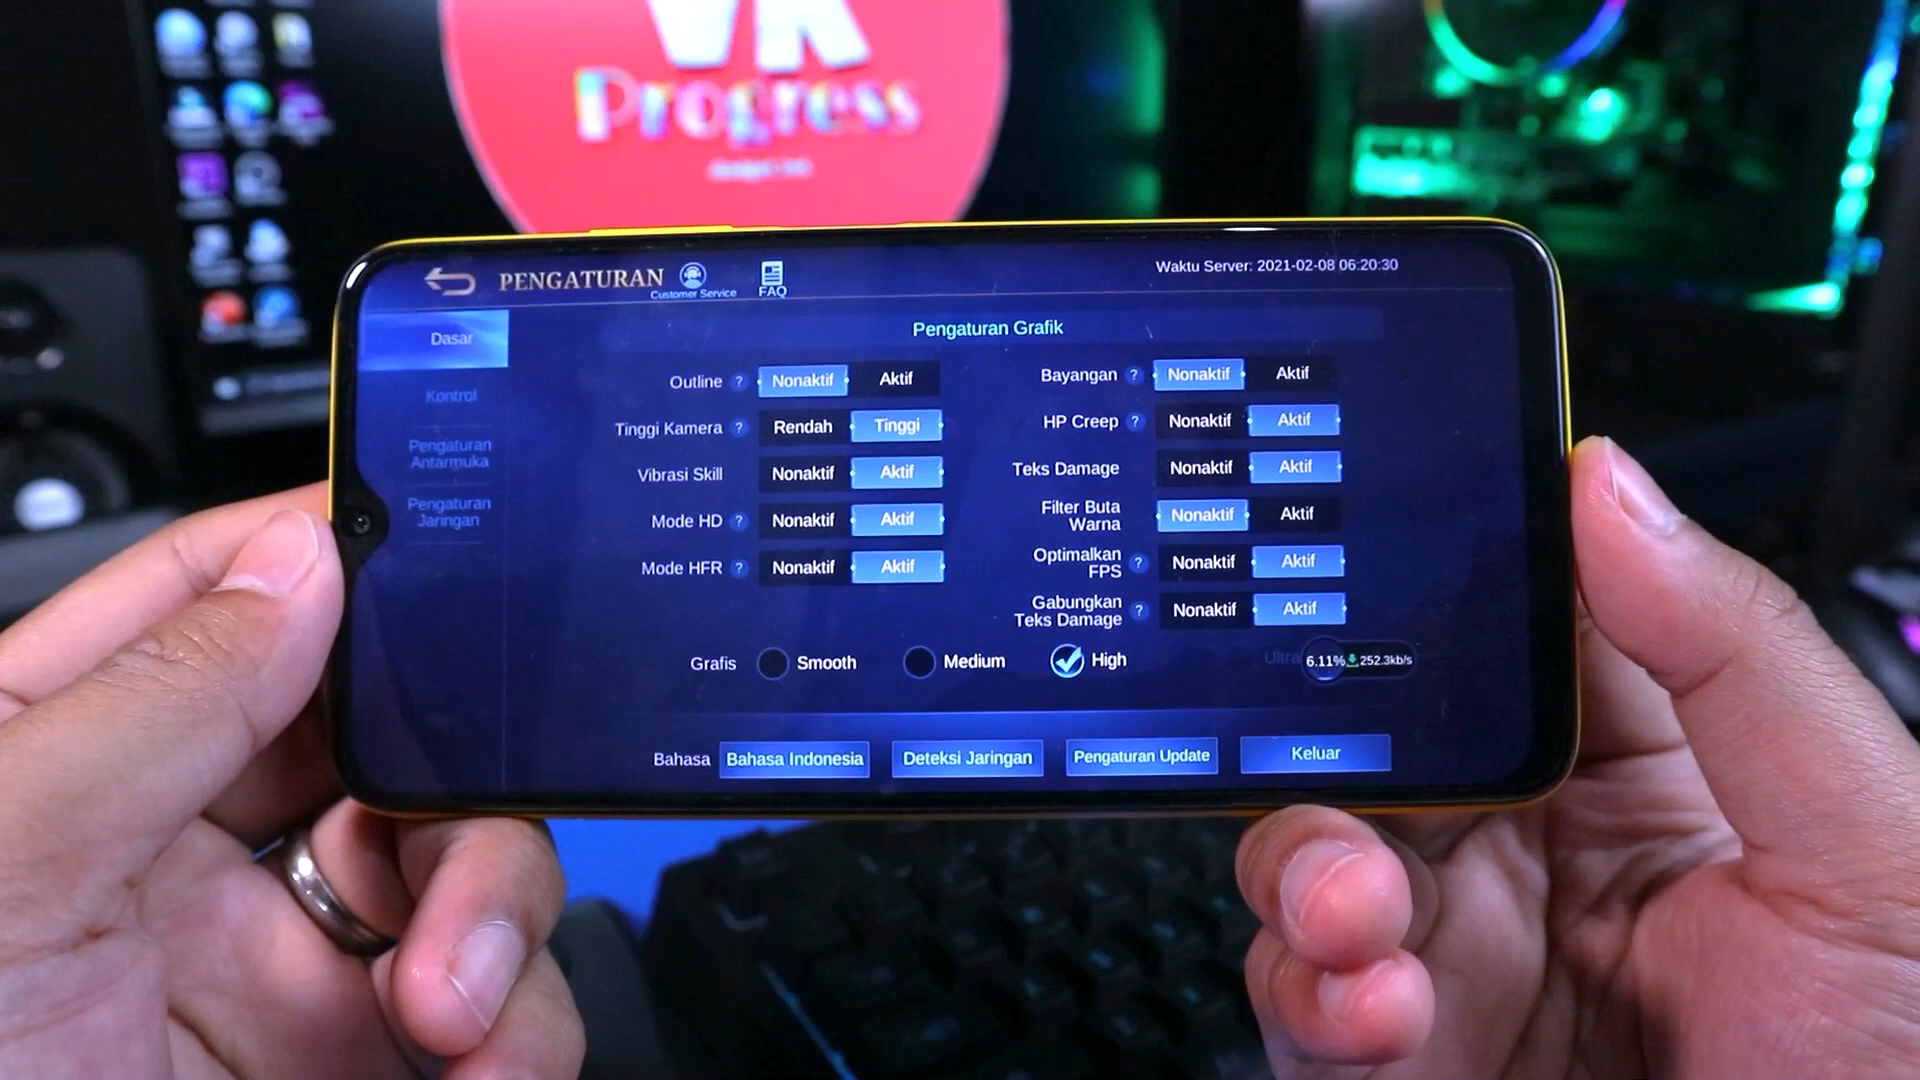 VK
Progress
PENGATURAN
Customer Service
FAQ
Waktu Server: 2021-02-08 06:20:30
Dasar
Kontrol
Pengaturan
Antarmuka
Pengaturan
Jaringan
Pengaturan Grafik
Outline ? Nonaktif Aktif
Tinggi Kamera ? Rendah Tinggi
Vibrasi Skill Nonaktif Aktif
Mode HD ? Nonaktif Aktif
Mode HFR ? Nonaktif Aktif
Bayangan ? Nonaktif Aktif
HP Creep ? Nonaktif Aktif
Teks Damage Nonaktif Aktif
Filter Buta
Warna Nonaktif Aktif
Optimalkan
FPS ? Nonaktif Aktif
Gabungkan
Teks Damage ? Nonaktif Aktif
Grafis Smooth Medium High Ultra 6.11% 252.3kb/s
Bahasa Bahasa Indonesia Deteksi Jaringan Pengaturan Update Keluar